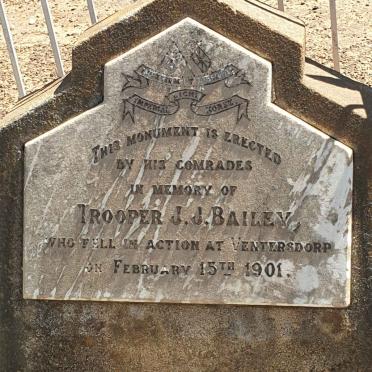 IMPERIAL LIGHT HORSE
THIS MONUMENT IS ERECTED
BY HIS COMRADES
IN MEMORY OF
TROOPER J. J. BAILEY,
WHO FELL IN ACTION AT VENTERSDORP
ON FEBRUARY 15TH 1901.